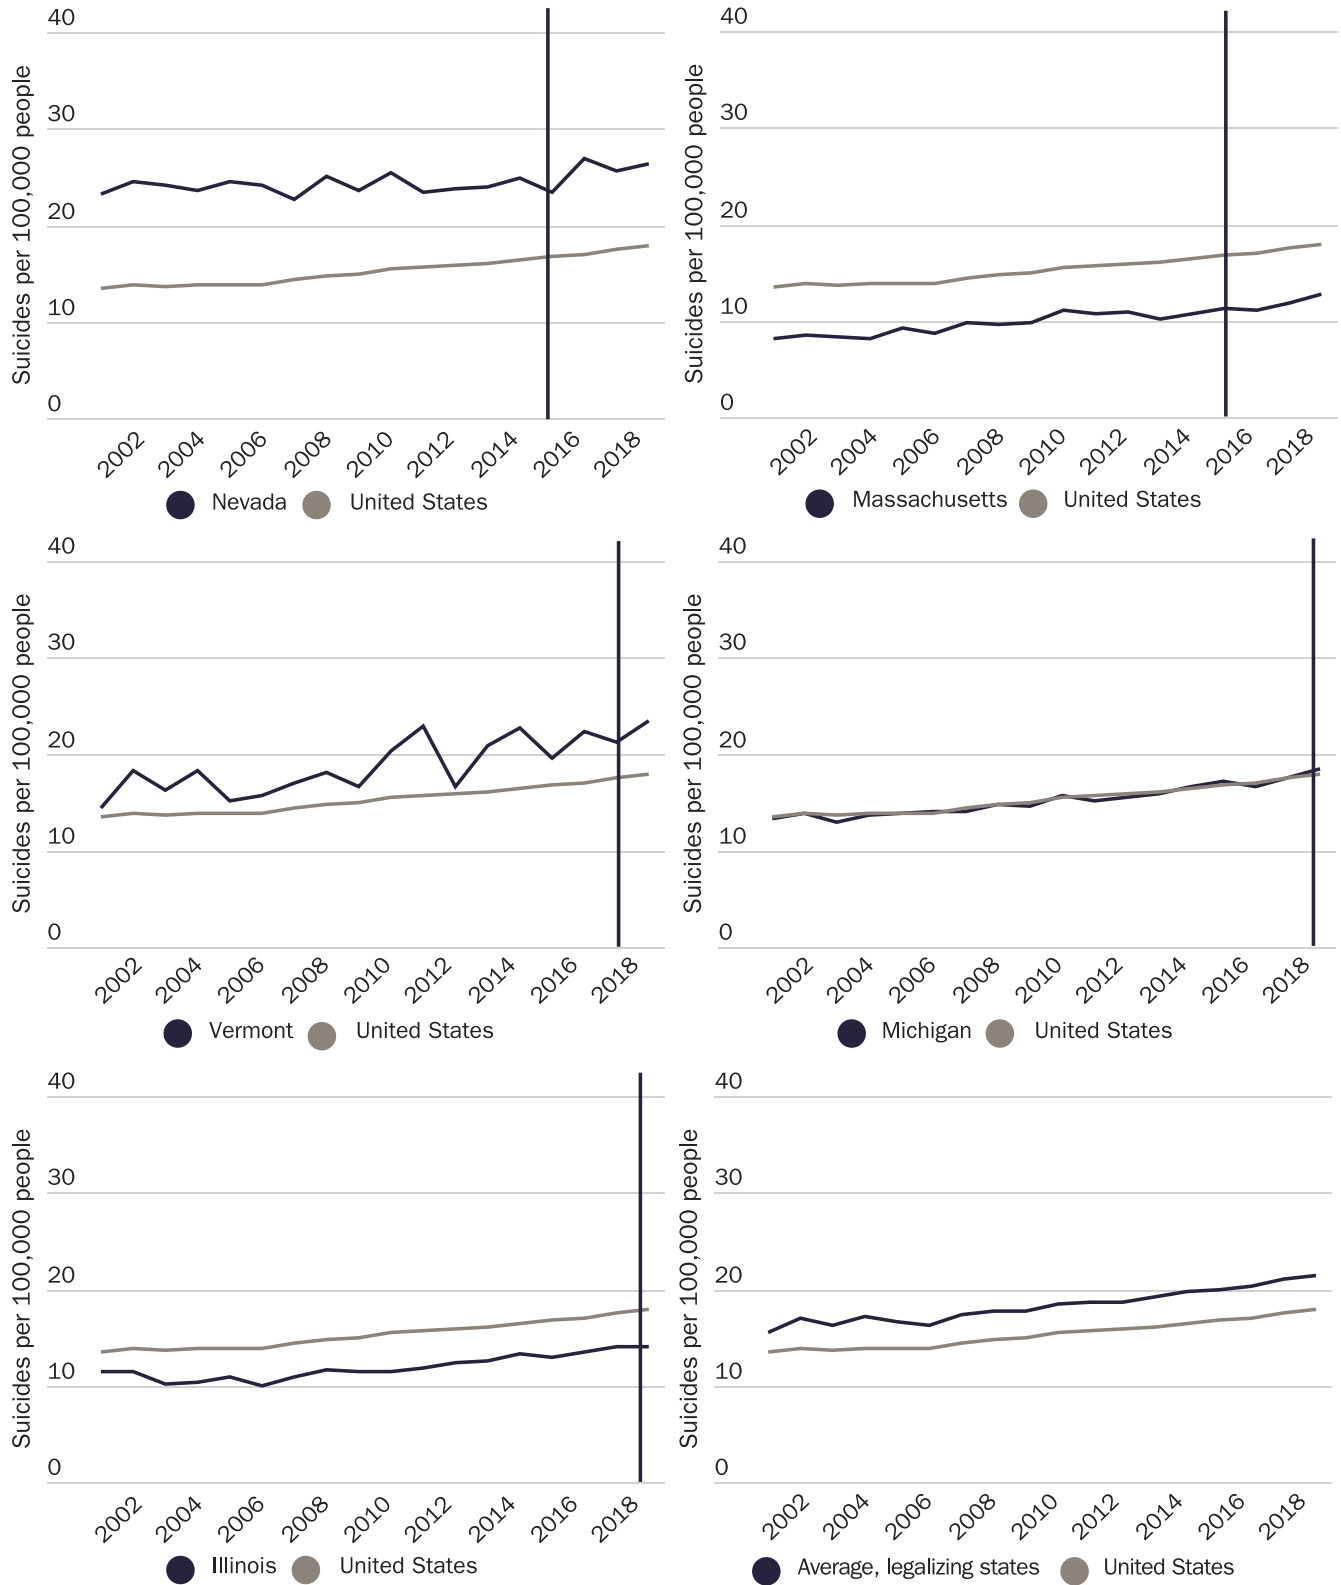 40
30
20
10
0
Suicides per 100,000 people
2002 2004 2006 2008 2010 2012 2014 2016 2018
Nevada United States
40
30
20
10
0
Suicides per 100,000 people
2002 2004 2006 2008 2010 2012 2014 2016 2018
Massachusetts United States
40
30
20
10
0
Suicides per 100,000 people
2002 2004 2006 2008 2010 2012 2014 2016 2018
Vermont United States
40
30
20
10
0
Suicides per 100,000 people
2002 2004 2006 2008 2010 2012 2014 2016 2018
Michigan United States
40
30
20
10
0
Suicides per 100,000 people
2002 2004 2006 2008 2010 2012 2014 2016 2018
Illinois United States
40
30
20
10
0
Suicides per 100,000 people
2002 2004 2006 2008 2010 2012 2014 2016 2018
Average, legalizing states United States